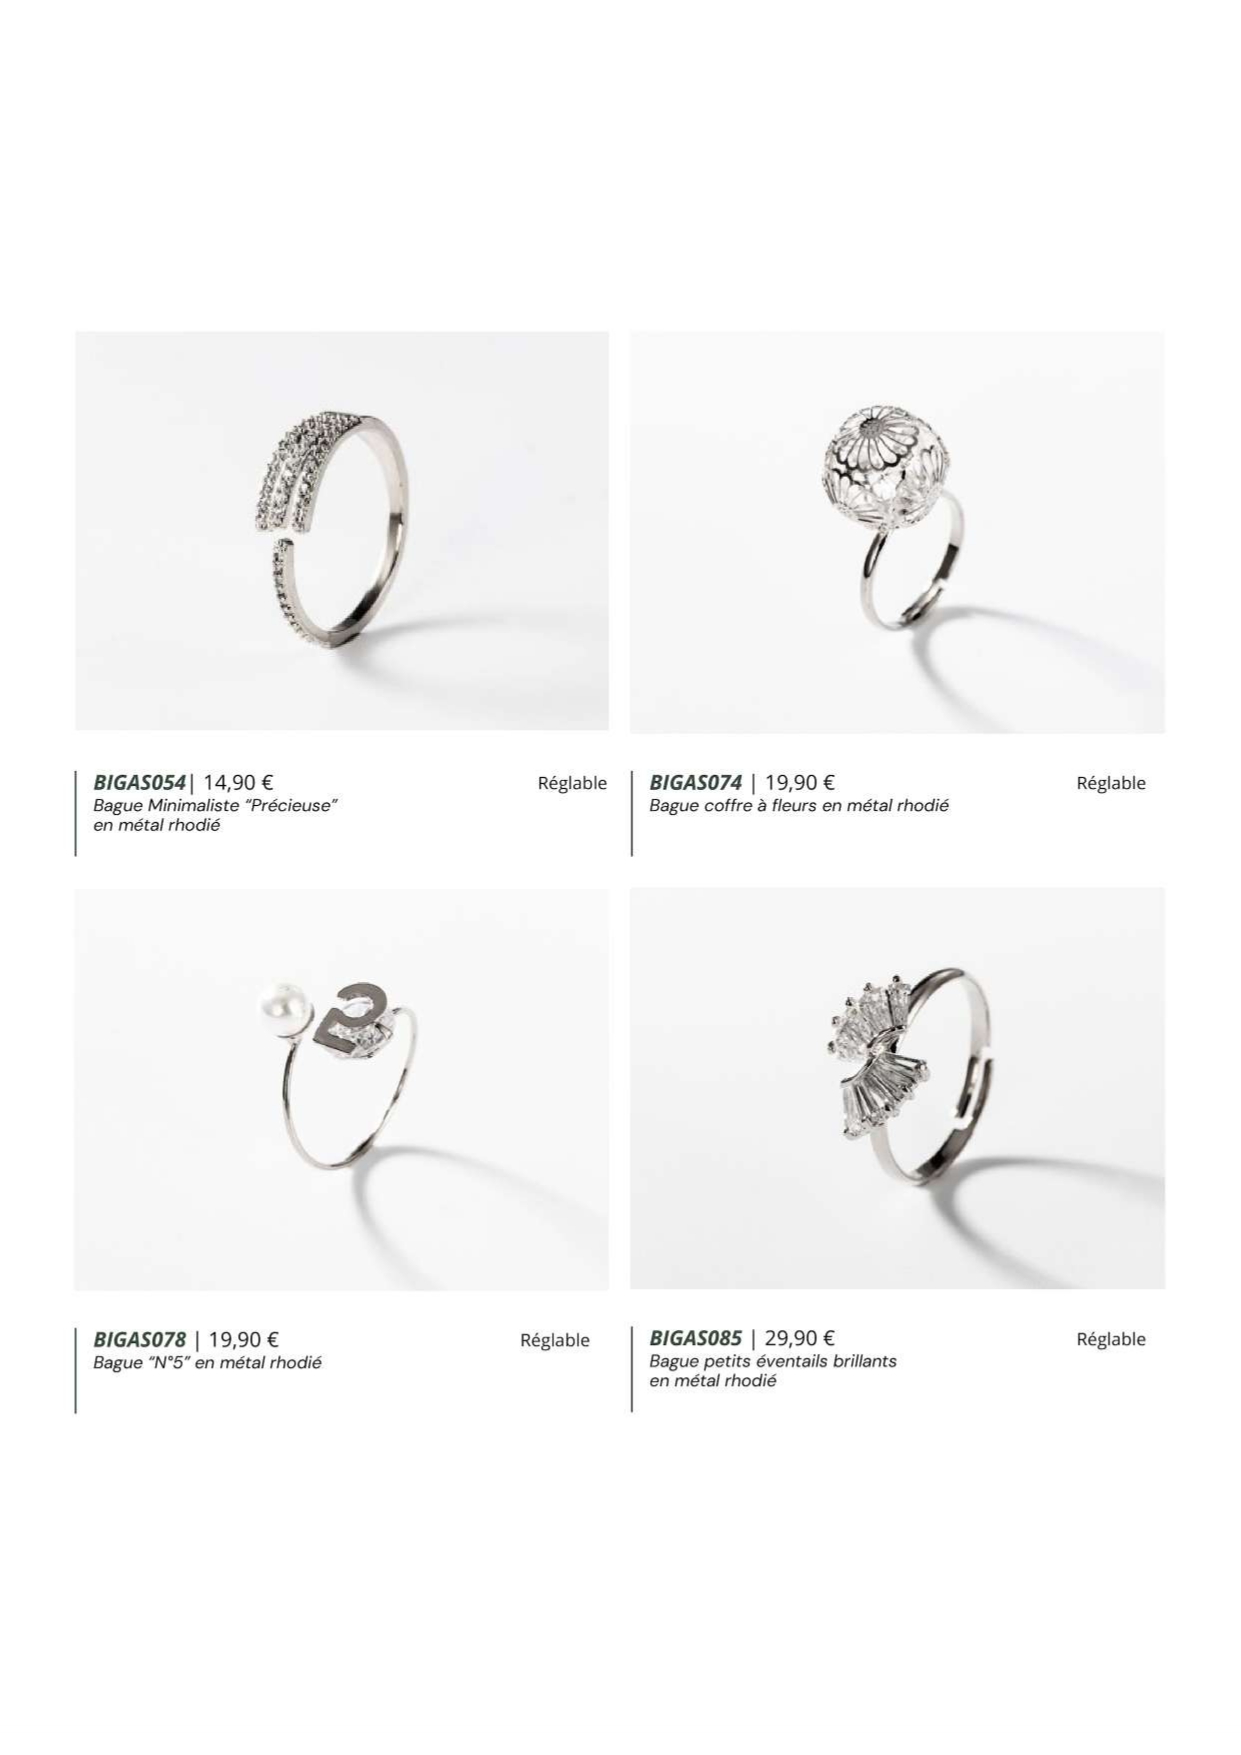 BIGAS054| 14,90 €
Réglable
Bague Minimaliste “Précieuse”
en métal rhodié
BIGAS074 | 19,90 €
Réglable
Bague coffre à fleurs en métal rhodié
5
BIGAS078 | 19,90 €
Réglable
Bague “N°5” en métal rhodié
BIGAS085 | 29,90 €
Réglable
Bague petits éventails brillants
en métal rhodié